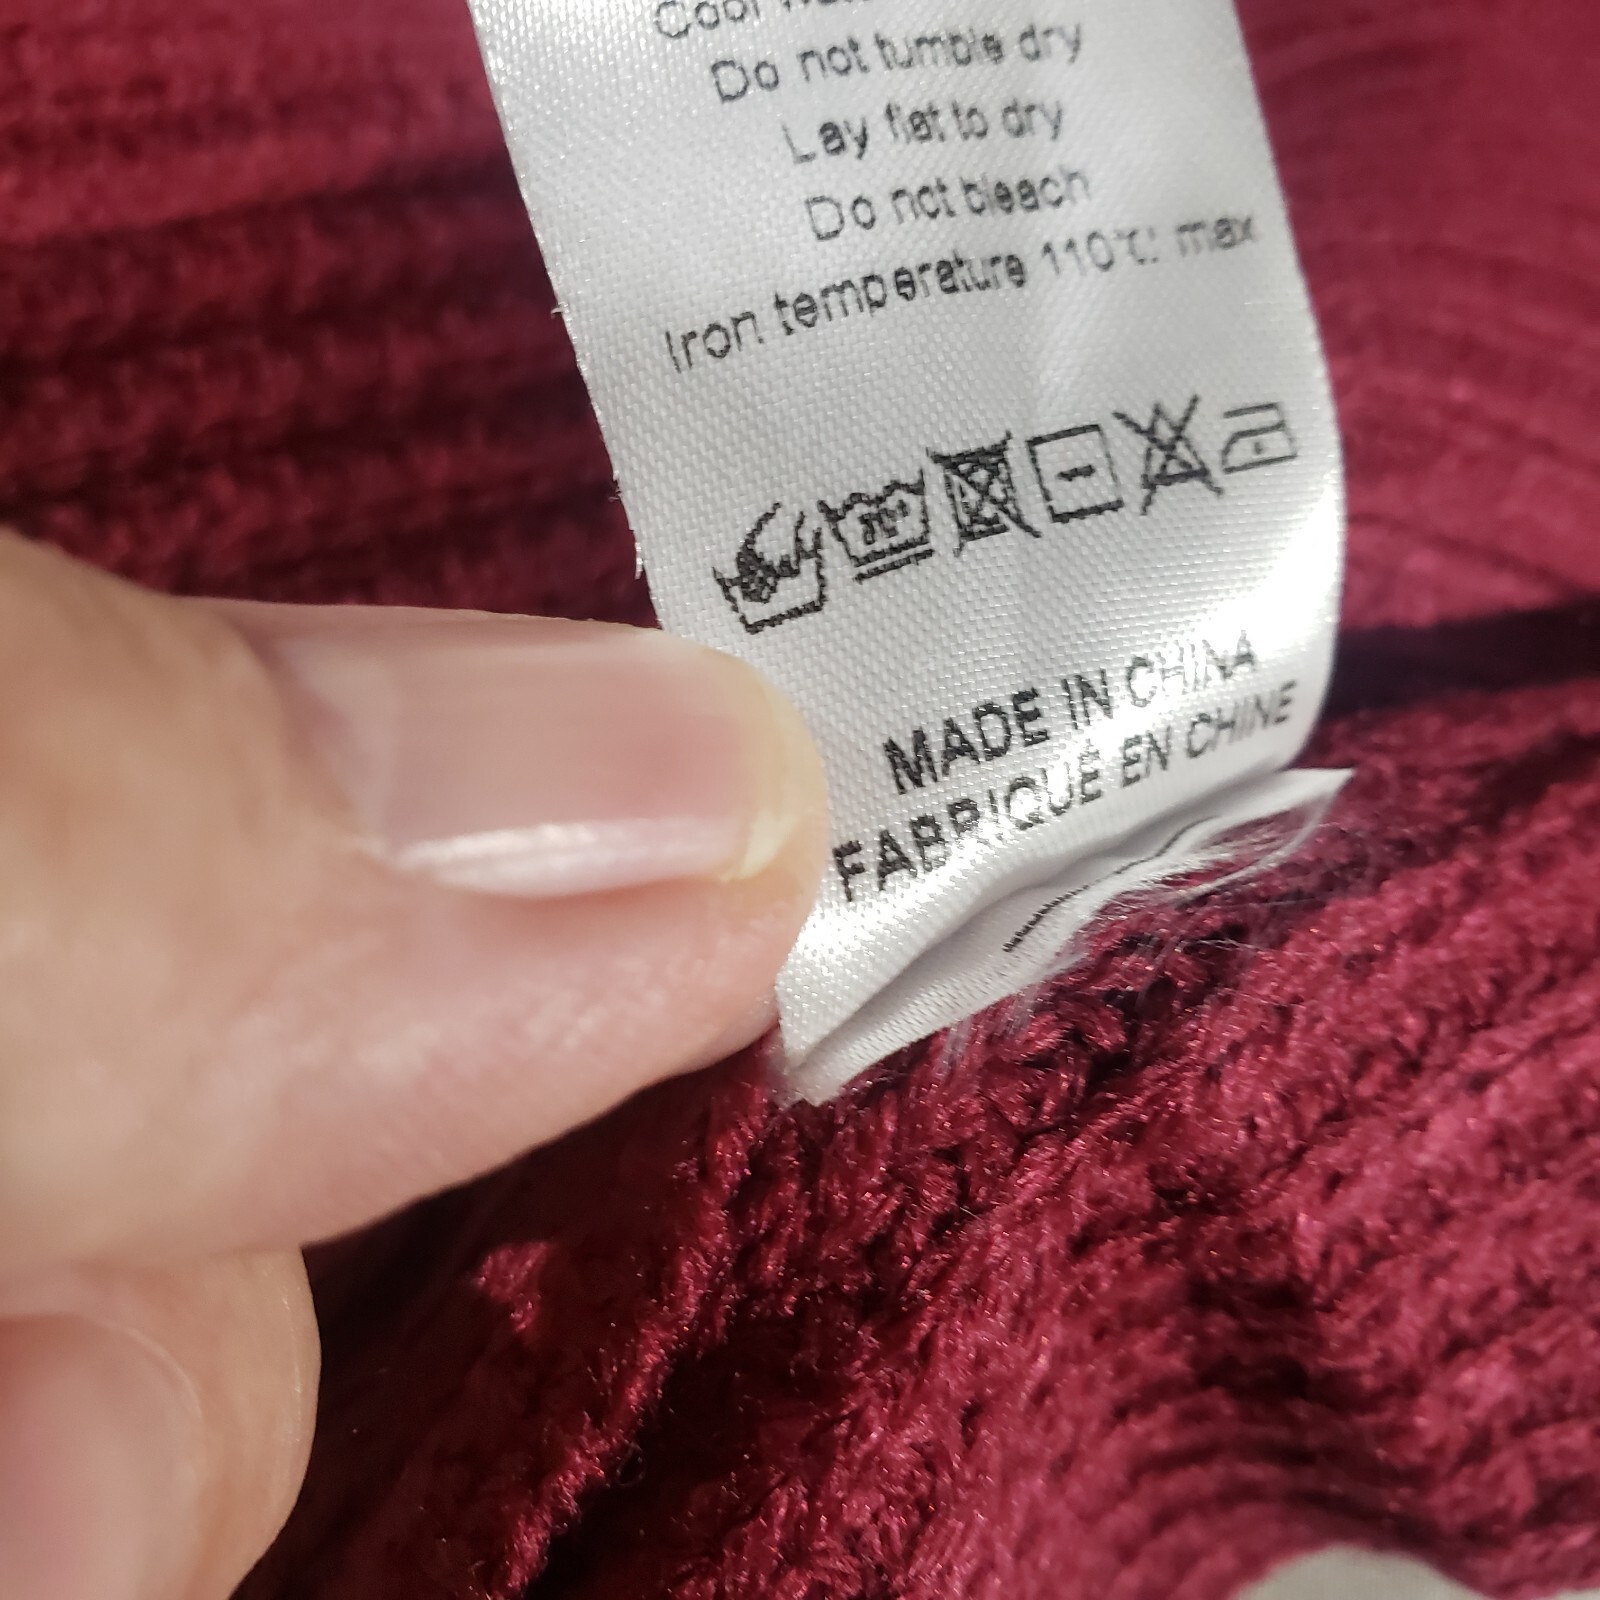 Cool
Do not tumble dry
Lay flat to dry
Do not bleach
Iron temperature 110℃ max
MADE IN CHINA
FABRIQUÉ EN CHINE